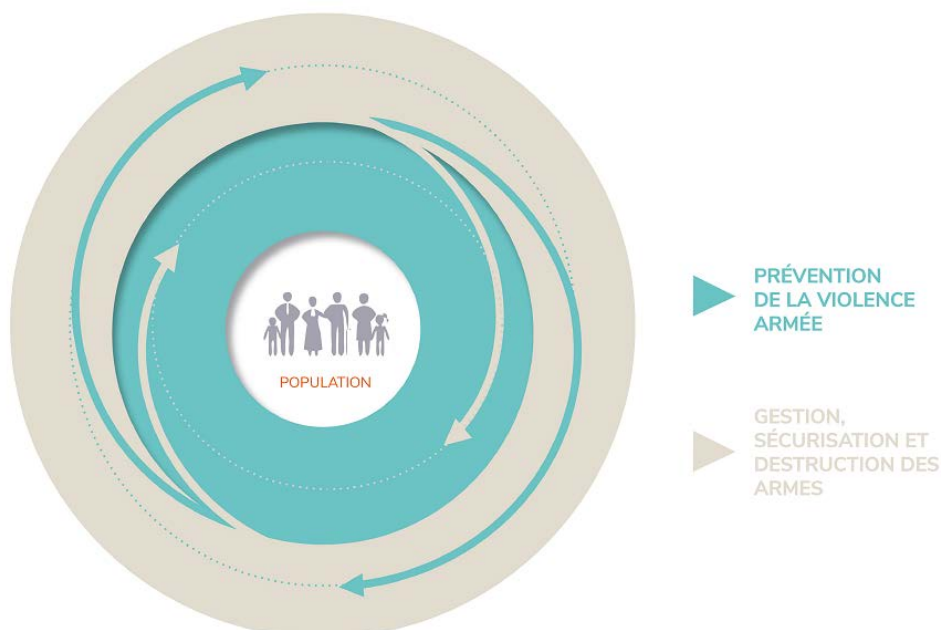 POPULATION
PRÉVENTION
DE LA VIOLENCE
ARMÉE
GESTION,
SÉCURISATION ET
DESTRUCTION DES
ARMES